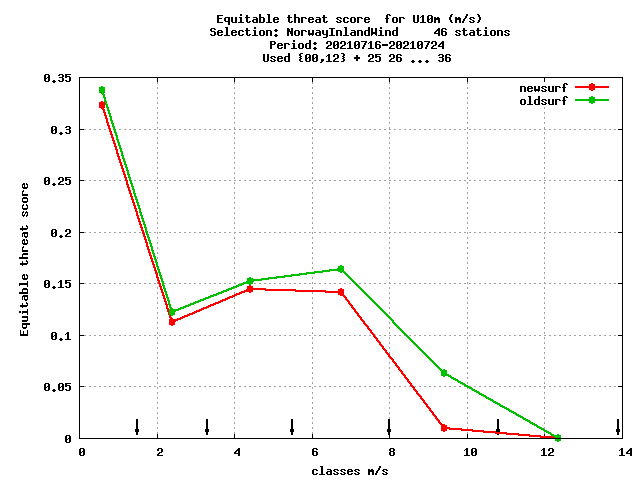 Equitable threat score  for U10m (m/s)
Selection: NorwayInlandWind     46 stations
Period: 20210716-20210724
Used {00,12} + 25 26 ... 36
newsurf
oldsurf
Equitable threat score
0.35
0.3
0.25
0.2
0.15
0.1
0.05
0
0 2 4 6 8 10 12 14
classes m/s